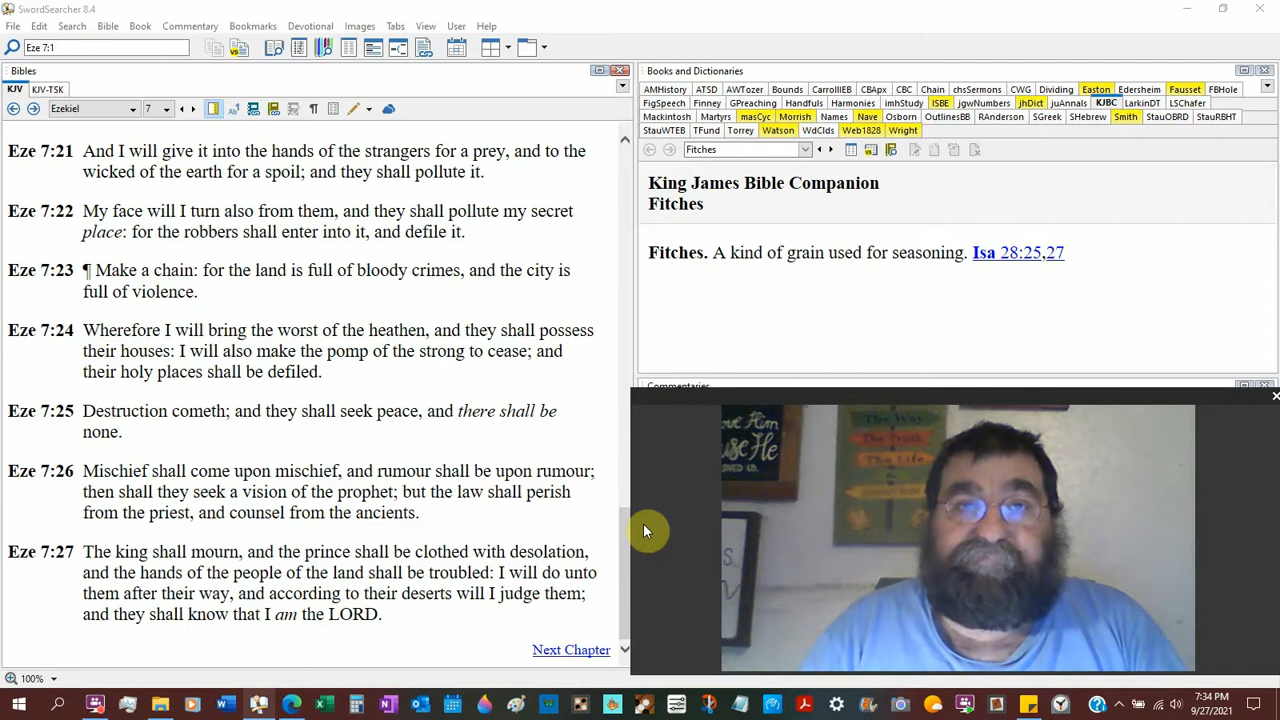 SwordSearcher 8.4
File Edit Search Bible Book Commentary Bookmarks Devotional Images Tabs View User Help
Eze 7:1
Bibles
KJV KJV-TSK
Ezekiel 7
Eze 7:21 And I will give it into the hands of the strangers for a prey, and to the
wicked of the earth for a spoil; and they shall pollute it.
Eze 7:22 My face will I turn also from them, and they shall pollute my secret
place: for the robbers shall enter into it, and defile it.
Eze 7:23 ¶ Make a chain: for the land is full of bloody crimes, and the city is
full of violence.
Eze 7:24 Wherefore I will bring the worst of the heathen, and they shall possess
their houses: I will also make the pomp of the strong to cease; and
their holy places shall be defiled.
Eze 7:25 Destruction cometh; and they shall seek peace, and there shall be
none.
Eze 7:26 Mischief shall come upon mischief, and rumour shall be upon rumour;
then shall they seek a vision of the prophet; but the law shall perish
from the priest, and counsel from the ancients.
Eze 7:27 The king shall mourn, and the prince shall be clothed with desolation,
and the hands of the people of the land shall be troubled: I will do unto
them after their way, and according to their deserts will I judge them;
and they shall know that I am the LORD.
Next Chapter
100%
Books and Dictionaries
AMHistory ATSD AWTozer Bounds CarrollIEB CBApx CBC Chain chsSermons CWG Dividing Easton Edersheim Fausset FBHole
FigSpeech Finney GPreaching Handfuls Harmonies imhStudy ISBE jgwNumbers jhDict juAnnals KJBC LarkinDT LSChafer
Mackintosh Martyrs masCyc Morrish Names Nave Osborn OutlinesBB RAnderson SGreek SHebrew Smith StauOBRD StauRBHT
StauWTEB TFund Torrey Watson WdClds Web1828 Wright
Fitches
King James Bible Companion
Fitches
Fitches. A kind of grain used for seasoning. Isa 28:25,27
Commentaries
ove Him
use He
The Way
The Truth
The Life
7:34 PM
9/27/2021